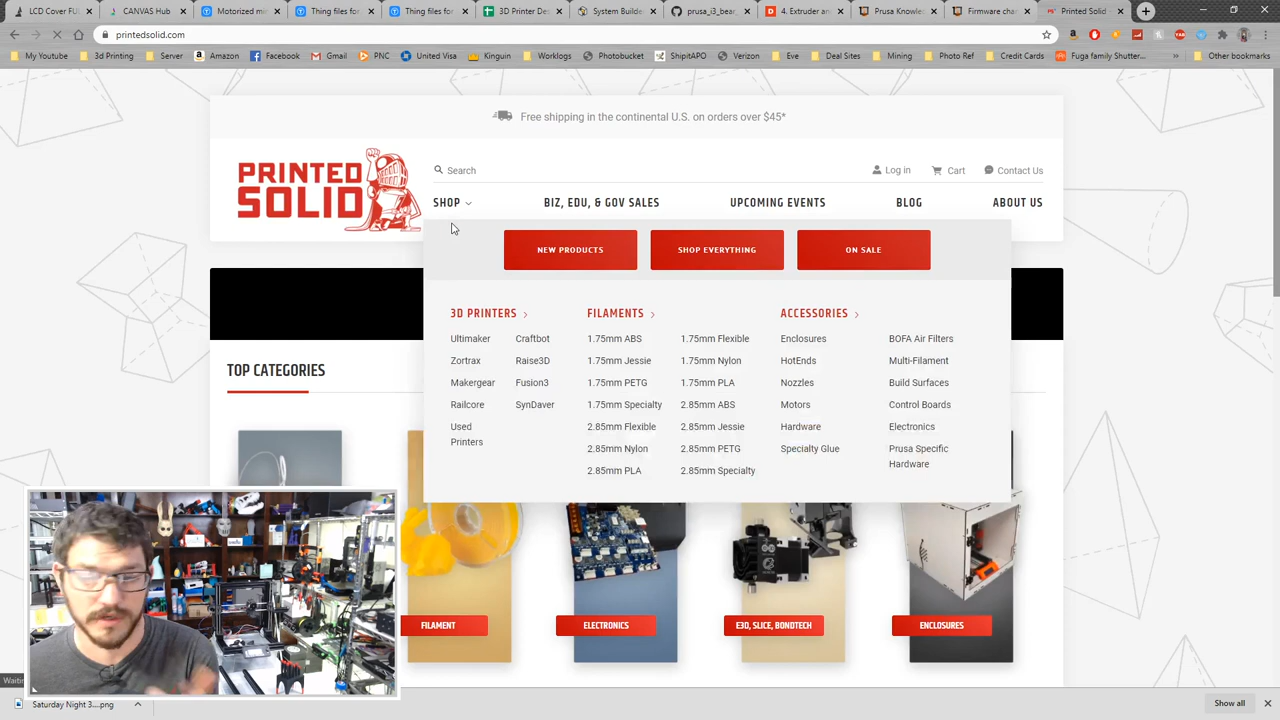 LCD Cover FU
CANVAS Hub
Motorized mi
Thing files for
Tting files for
3D Printer Des
System Builde
prusa_i3_bea
4. Extruder an
Prusa Knowle
Firmware char
Printed Solid -
printedsolid.com
My Youtube
3d Printing
Server
Amazon
Facebook
Gmail
PNC
United Visa
Kinguin
Worklogs
Photobucket
ShipitAPO
Verizon
Eve
Deal Sites
Mining
Photo Ref
Credit Cards
Fuga family Shutter...
Other bookmarks
Free shipping in the continental U.S. on orders over $45*
PRINTED
SOLID
Search
Log in
Cart
Contact Us
SHOP
BIZ, EDU, & GOV SALES
UPCOMING EVENTS
BLOG
ABOUT US
NEW PRODUCTS
SHOP EVERYTHING
ON SALE
3D PRINTERS
Ultimaker
Craftbot
Zortrax
Raise3D
Makergear
Fusion3
Railcore
SynDaver
Used
Printers
FILAMENTS
1.75mm ABS
1.75mm Flexible
1.75mm Jessie
1.75mm Nylon
1.75mm PETG
1.75mm PLA
1.75mm Specialty
2.85mm ABS
2.85mm Flexible
2.85mm Jessie
2.85mm Nylon
2.85mm PETG
2.85mm PLA
2.85mm Specialty
ACCESSORIES
Enclosures
BOFA Air Filters
HotEnds
Multi-Filament
Nozzles
Build Surfaces
Motors
Control Boards
Hardware
Electronics
Specialty Glue
Prusa Specific
Hardware
TOP CATEGORIES
FILAMENT
ELECTRONICS
E3D, SLICE, BONDTECH
ENCLOSURES
Waitin
Saturday Night 3....png
Show all